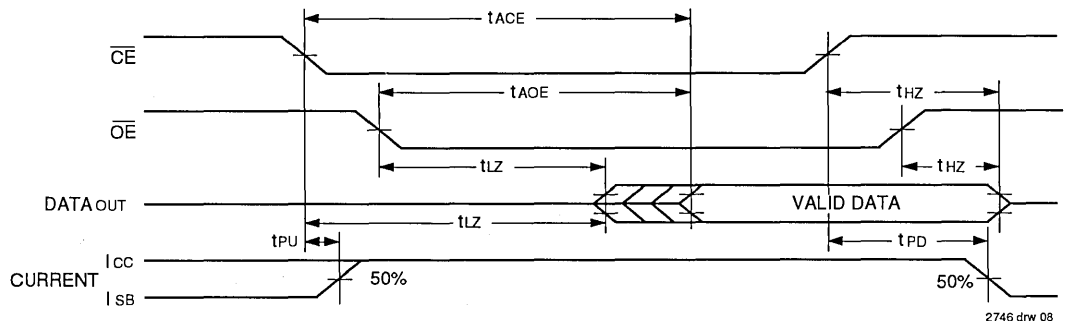 tACE
CE
tAOE
tHZ
OE
tLZ
tHZ
DATA OUT
VALID DATA
tLZ
tPU
tPD
ICC
CURRENT
50%
50%
ISB
2746 drw 08